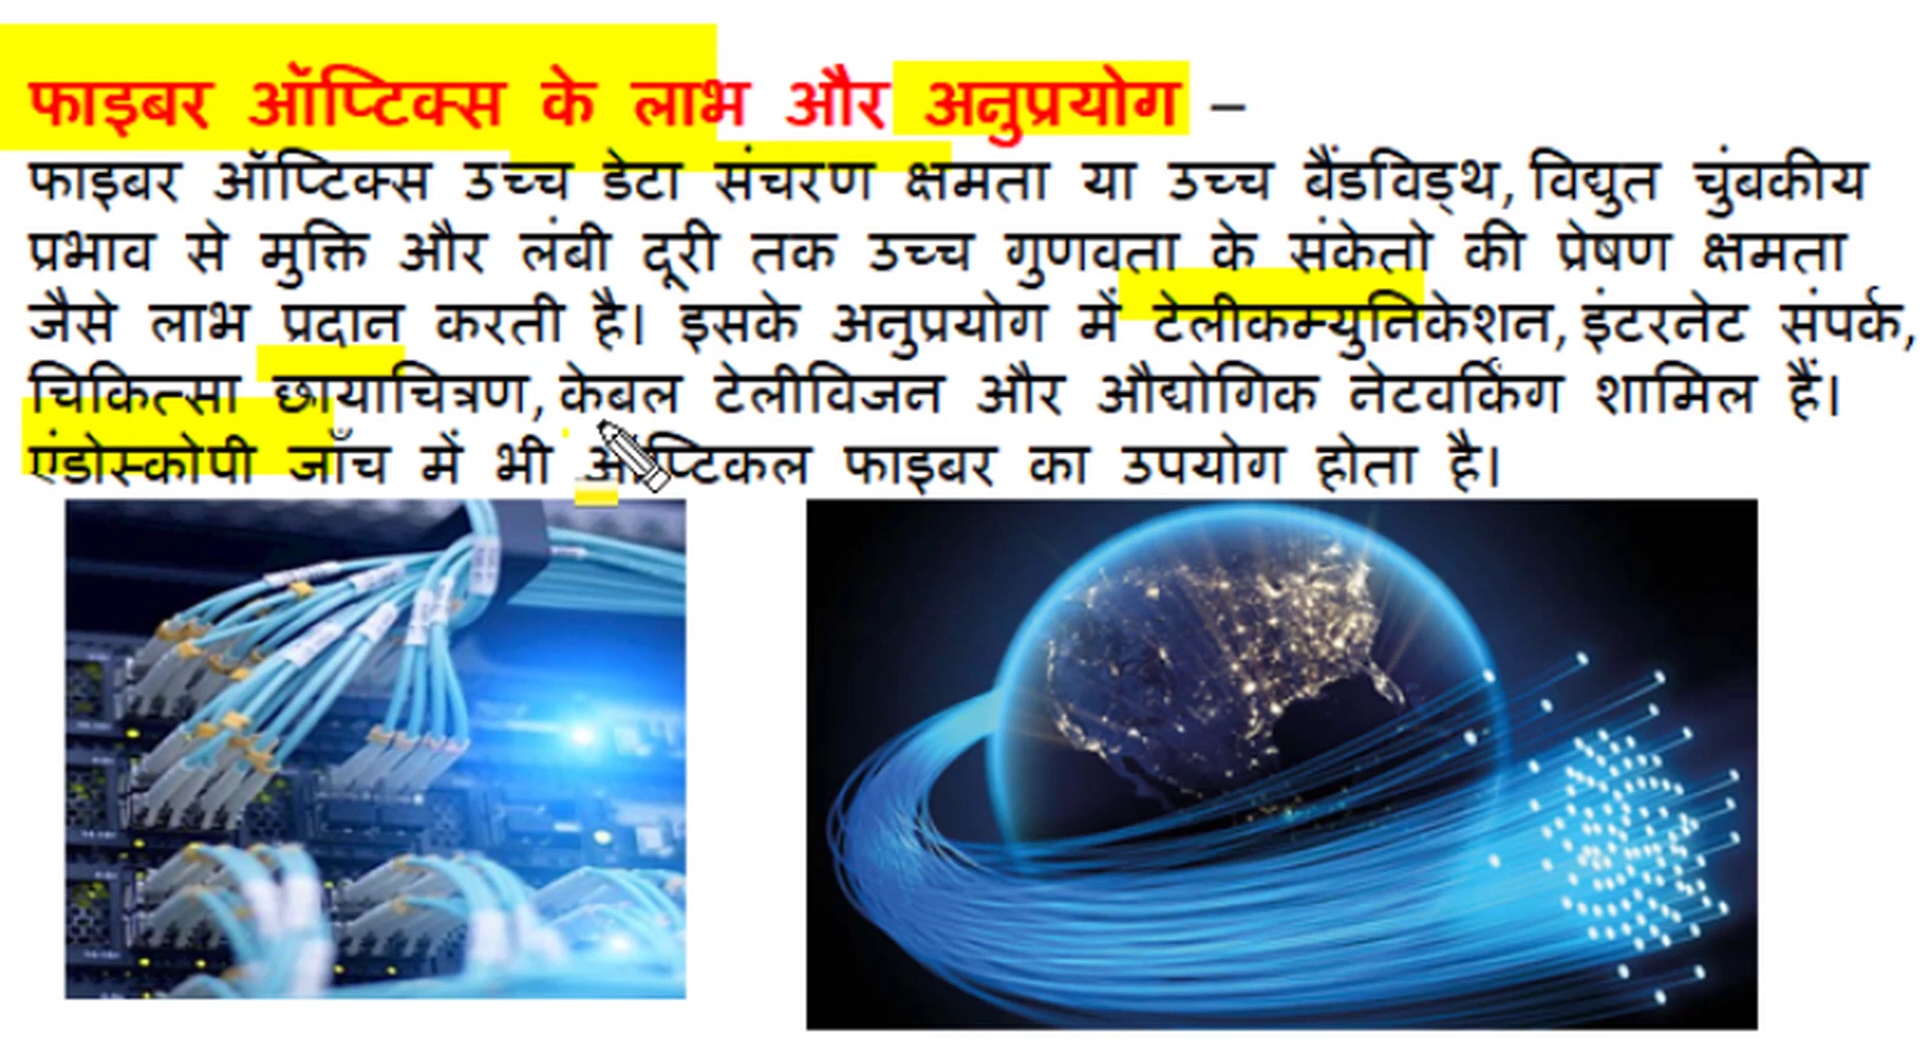 फाइबर ऑप्टिक्स के लाभ और अनुप्रयोग –
फाइबर ऑप्टिक्स उच्च डेटा संचरण क्षमता या उच्च बैंडविड्थ, विद्युत चुंबकीय
प्रभाव से मुक्ति और लंबी दूरी तक उच्च गुणवता के संकेतो की प्रेषण क्षमता
जैसे लाभ प्रदान करती है। इसके अनुप्रयोग में टेलीकम्युनिकेशन, इंटरनेट संपर्क,
चिकित्सा छायाचित्रण, केबल टेलीविजन और औद्योगिक नेटवर्किंग शामिल हैं।
एंडोस्कोपी जाँच में भी ऑप्टिकल फाइबर का उपयोग होता है।